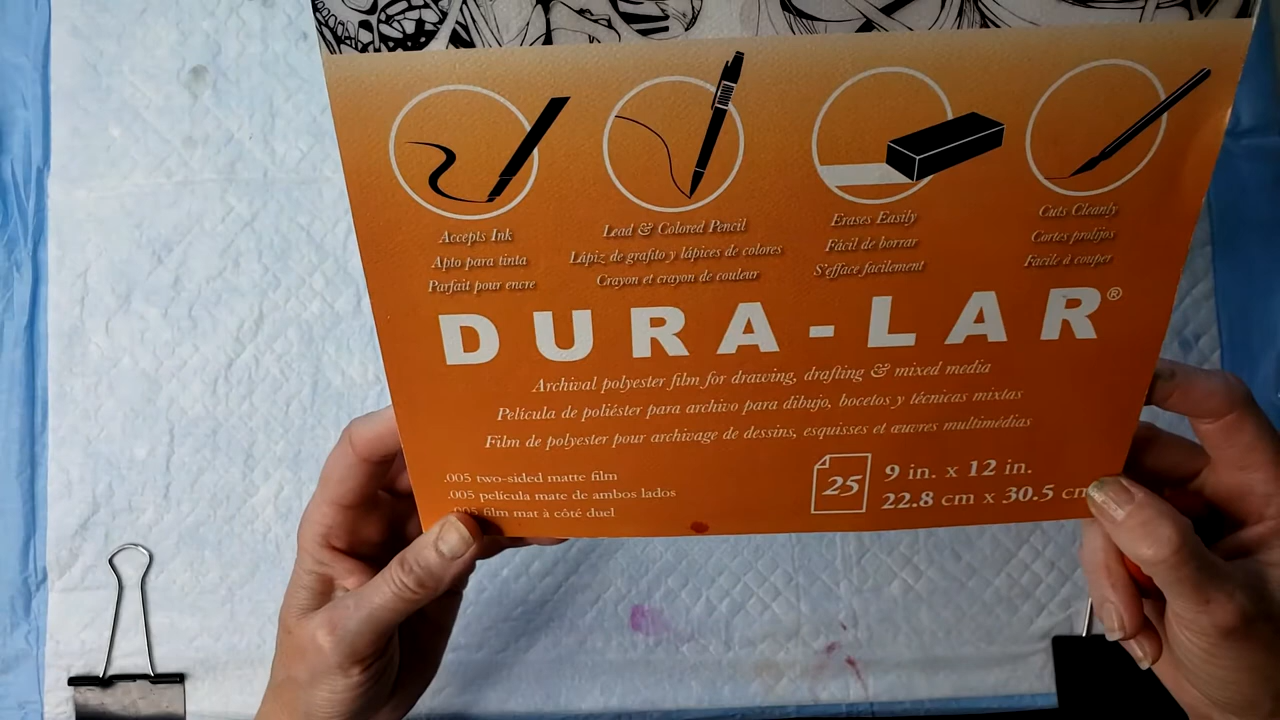 Accepts Ink
Apto para tinta
Parfait pour encre
Lead & Colored Pencil
Lápiz de grafito y lápices de colores
Crayon et crayon de couleur
Erases Easily
Fácil de borrar
S'efface facilement
Cuts Cleanly
Cortes prolijos
Facile à couper
DURA-LAR®
Archival polyester film for drawing, drafting & mixed media
Película de poliéster para archivo para dibujo, bocetos y técnicas mixtas
Film de polyester pour archivage de dessins, esquisses et œuvres multimédias
.005 two-sided matte film
.005 película mate de ambos lados
.005 film mat à côté duel
25
9 in. x 12 in.
22.8 cm x 30.5 cm